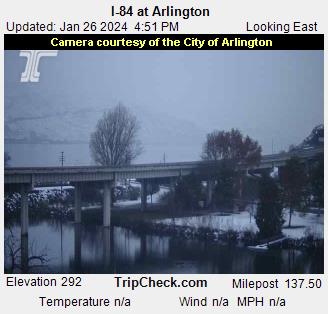 I-84 at Arlington
Updated: Jan 26 2024 4:51 PM Looking East
Camera courtesy of the City of Arlington
Elevation 292 TripCheck.com Milepost 137.50
Temperature n/a Wind n/a MPH n/a